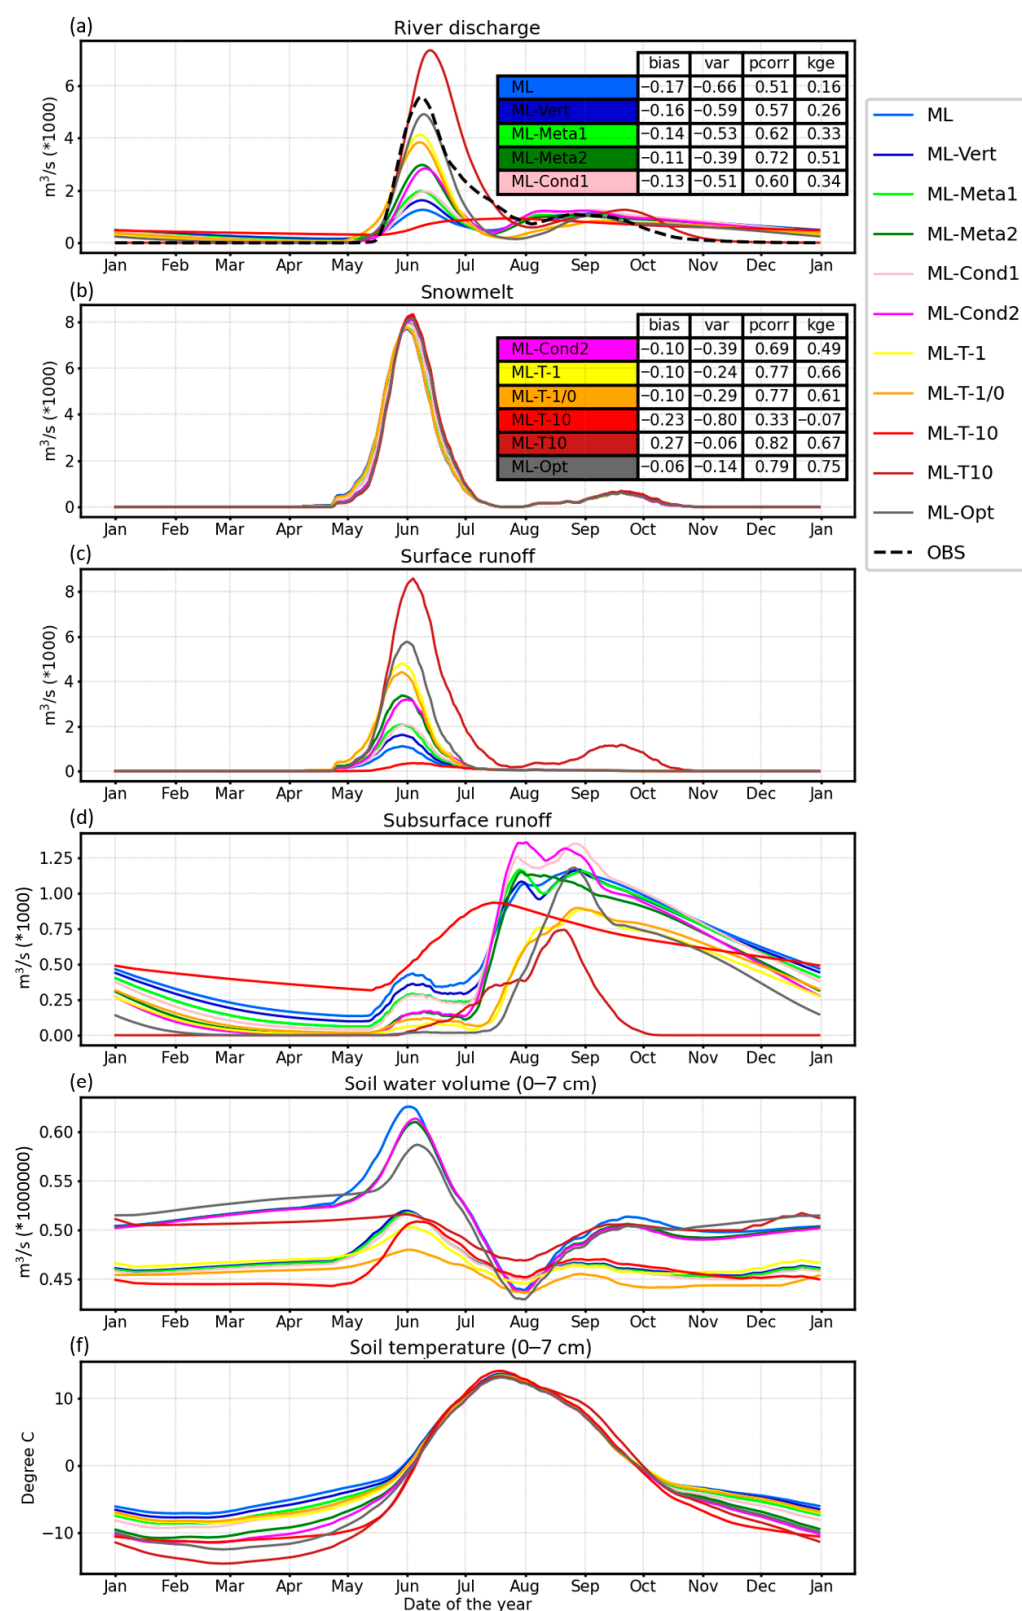 (a)
River discharge
m³/s (*1000)
6
4
2
0
bias var pcorr kge
ML −0.17 −0.66 0.51 0.16
ML-Vert −0.16 −0.59 0.57 0.26
ML-Meta1 −0.14 −0.53 0.62 0.33
ML-Meta2 −0.11 −0.39 0.72 0.51
ML-Cond1 −0.13 −0.51 0.60 0.34
Jan Feb Mar Apr May Jun Jul Aug Sep Oct Nov Dec Jan
ML
ML-Vert
ML-Meta1
ML-Meta2
ML-Cond1
ML-Cond2
ML-T-1
ML-T-1/0
ML-T-10
ML-T10
ML-Opt
OBS
(b)
Snowmelt
m³/s (*1000)
8
6
4
2
0
bias var pcorr kge
ML-Cond2 −0.10 −0.39 0.69 0.49
ML-T-1 −0.10 −0.24 0.77 0.66
ML-T-1/0 −0.10 −0.29 0.77 0.61
ML-T-10 −0.23 −0.80 0.33 −0.07
ML-T10 0.27 −0.06 0.82 0.67
ML-Opt −0.06 −0.14 0.79 0.75
Jan Feb Mar Apr May Jun Jul Aug Sep Oct Nov Dec Jan
(c)
Surface runoff
m³/s (*1000)
8
6
4
2
0
Jan Feb Mar Apr May Jun Jul Aug Sep Oct Nov Dec Jan
(d)
Subsurface runoff
m³/s (*1000)
1.25
1.00
0.75
0.50
0.25
0.00
Jan Feb Mar Apr May Jun Jul Aug Sep Oct Nov Dec Jan
(e)
Soil water volume (0–7 cm)
m³/s (*1000000)
0.60
0.55
0.50
0.45
Jan Feb Mar Apr May Jun Jul Aug Sep Oct Nov Dec Jan
(f)
Soil temperature (0–7 cm)
Degree C
10
0
−10
Jan Feb Mar Apr May Jun Jul Aug Sep Oct Nov Dec Jan
Date of the year